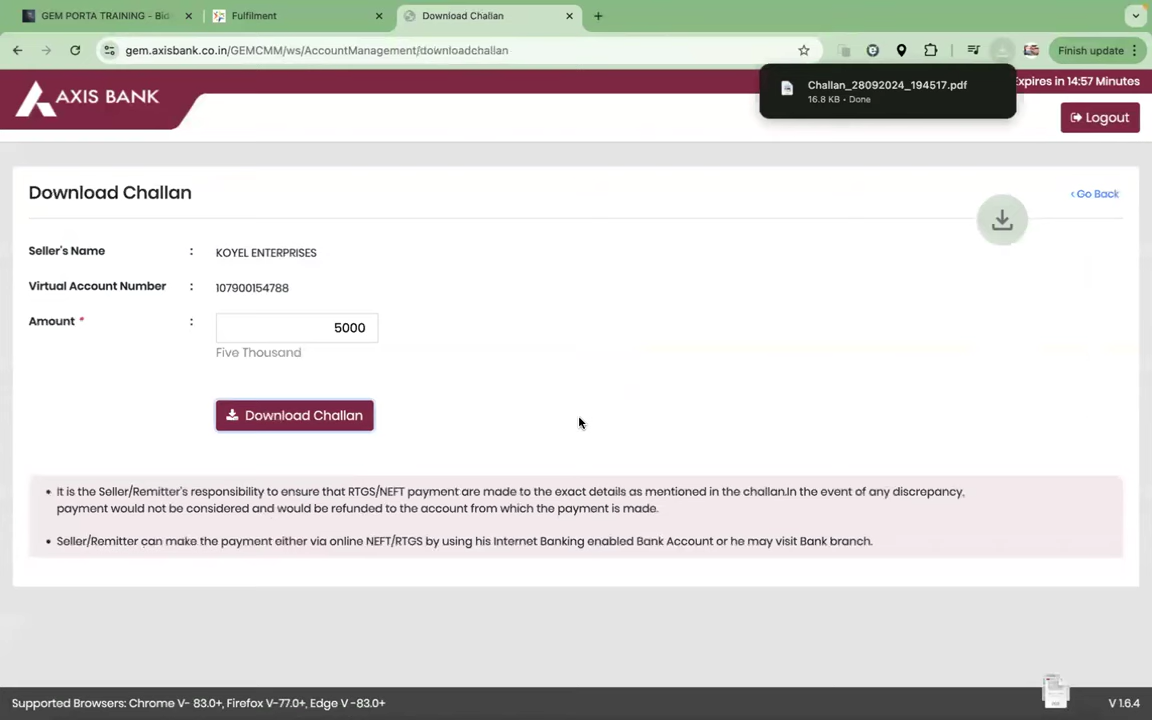 GEM PORTA TRAINING - Bid
Fulfilment
Download Challan
gem.axisbank.co.in/GEMCMM/ws/AccountManagement/downloadchallan
Finish update
Challan_28092024_194517.pdf
16.8 KB • Done
Expires in 14:57 Minutes
AXIS BANK
Logout
Download Challan
‹ Go Back
Seller's Name : KOYEL ENTERPRISES
Virtual Account Number : 107900154788
Amount * : 5000
Five Thousand
Download Challan
• It is the Seller/Remitter's responsibility to ensure that RTGS/NEFT payment are made to the exact details as mentioned in the challan.In the event of any discrepancy,
payment would not be considered and would be refunded to the account from which the payment is made.
• Seller/Remitter can make the payment either via online NEFT/RTGS by using his Internet Banking enabled Bank Account or he may visit Bank branch.
Supported Browsers: Chrome V- 83.0+, Firefox V-77.0+, Edge V -83.0+
V 1.6.4